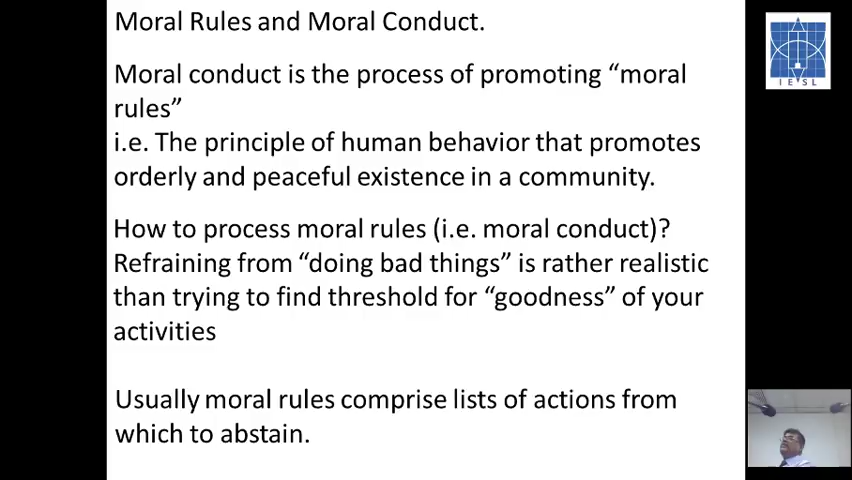 Moral Rules and Moral Conduct.
Moral conduct is the process of promoting “moral
rules”
i.e. The principle of human behavior that promotes
orderly and peaceful existence in a community.
How to process moral rules (i.e. moral conduct)?
Refraining from “doing bad things” is rather realistic
than trying to find threshold for “goodness” of your
activities
Usually moral rules comprise lists of actions from
which to abstain.
I E S L